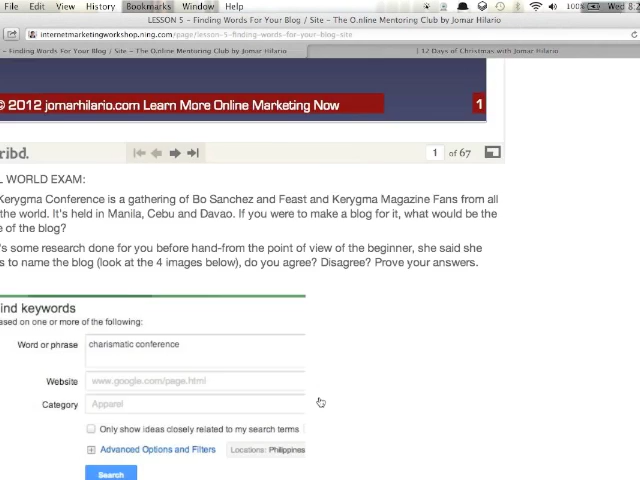 File Edit View History Bookmarks Window Help 100% Wed 8:2
LESSON 5 – Finding Words For Your Blog / Site – The O.nline Mentoring Club by Jomar Hilario
internetmarketingworkshop.ning.com/page/lesson-5-finding-words-for-your-blog-site
– Finding Words For Your Blog / Site – The O.nline Mentoring Club by Jomar Hilario 12 Days of Christmas with Jomar Hilario
© 2012 jomarhilario.com Learn More Online Marketing Now 1
ribd. 1 of 67
L WORLD EXAM:
Kerygma Conference is a gathering of Bo Sanchez and Feast and Kerygma Magazine Fans from all
the world. It's held in Manila, Cebu and Davao. If you were to make a blog for it, what would be the
e of the blog?
's some research done for you before hand-from the point of view of the beginner, she said she
s to name the blog (look at the 4 images below), do you agree? Disagree? Prove your answers.
ind keywords
ased on one or more of the following:
Word or phrase charismatic conference
Website www.google.com/page.html
Category Apparel
Only show ideas closely related to my search terms
Advanced Options and Filters Locations: Philippines
Search